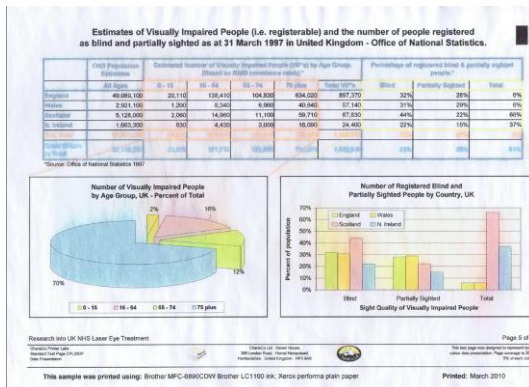 Estimates of Visually Impaired People (i.e. registerable) and the number of people registered
as blind and partially sighted as at 31 March 1997 in United Kingdom - Office of National Statistics.
Estimated Number of Visually Impaired People (VIP's) by Age Group.
Percentage of registered blind & partially sighted people.*
All Ages 0 - 15 16 - 64 65 - 74 75 plus Total VIP's Blind Partially Sighted Total
England 49,089,100 20,110 138,410 104,830 634,020 897,370 32% 28% 6%
Wales 2,921,100 1,200 8,340 6,960 40,640 57,140 31% 29% 6%
Scotland 5,128,000 2,060 14,960 11,100 59,710 87,830 44% 22% 66%
N. Ireland 1,663,300 630 4,430 16,090 24,400 22% 15% 37%
*Source: Office of National Statistics 1997
Number of Visually Impaired People
by Age Group, UK - Percent of Total
2%
16%
12%
70%
0 - 15 16 - 64 65 - 74 75 plus
Number of Registered Blind and
Partially Sighted People by Country, UK
Percent of population
70%
60%
50%
40%
30%
20%
10%
0%
England Wales
Scotland N. Ireland
Blind Partially Sighted Total
Sight Quality of Visually Impaired People
Research into UK NHS Laser Eye Treatment
Page 5 of
This sample was printed using: Brother MFC-6890CDW Brother LC1100 ink; Xerox performa plain paper
Printed: March 2010